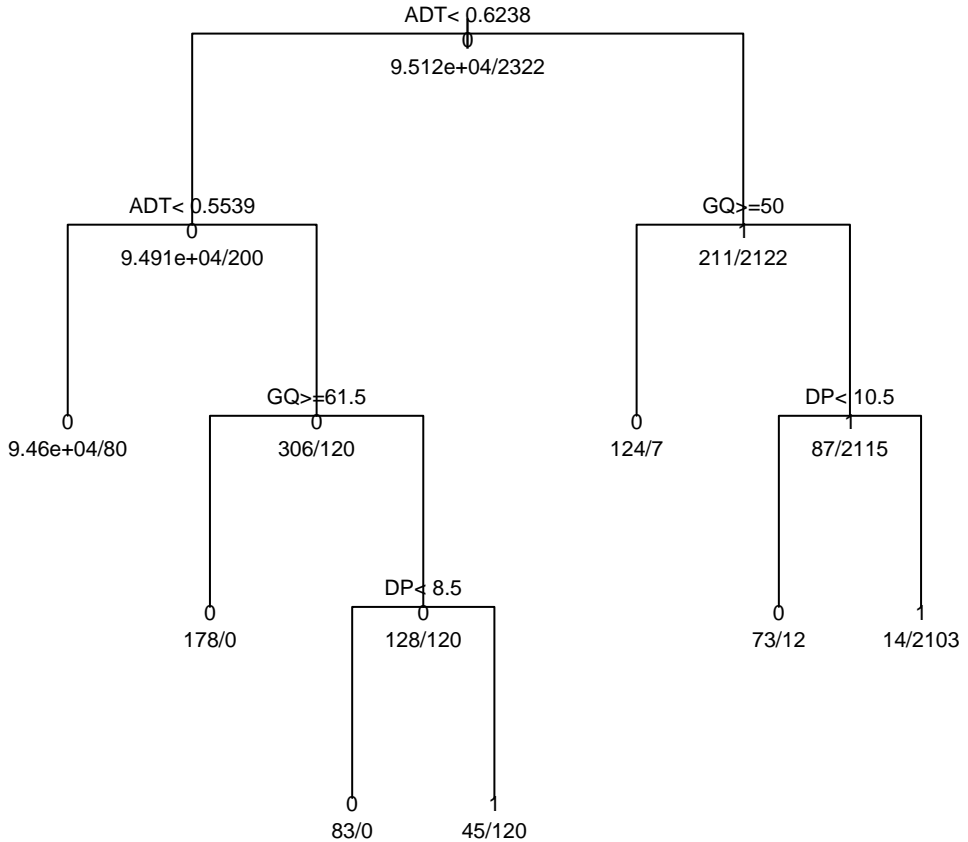 ADT< 0.6238
0
9.512e+04/2322
ADT< 0.5539
0
9.491e+04/200
GQ>=50
1
211/2122
0
9.46e+04/80
GQ>=61.5
0
306/120
0
124/7
DP< 10.5
1
87/2115
0
178/0
DP< 8.5
0
128/120
0
73/12
1
14/2103
0
83/0
1
45/120